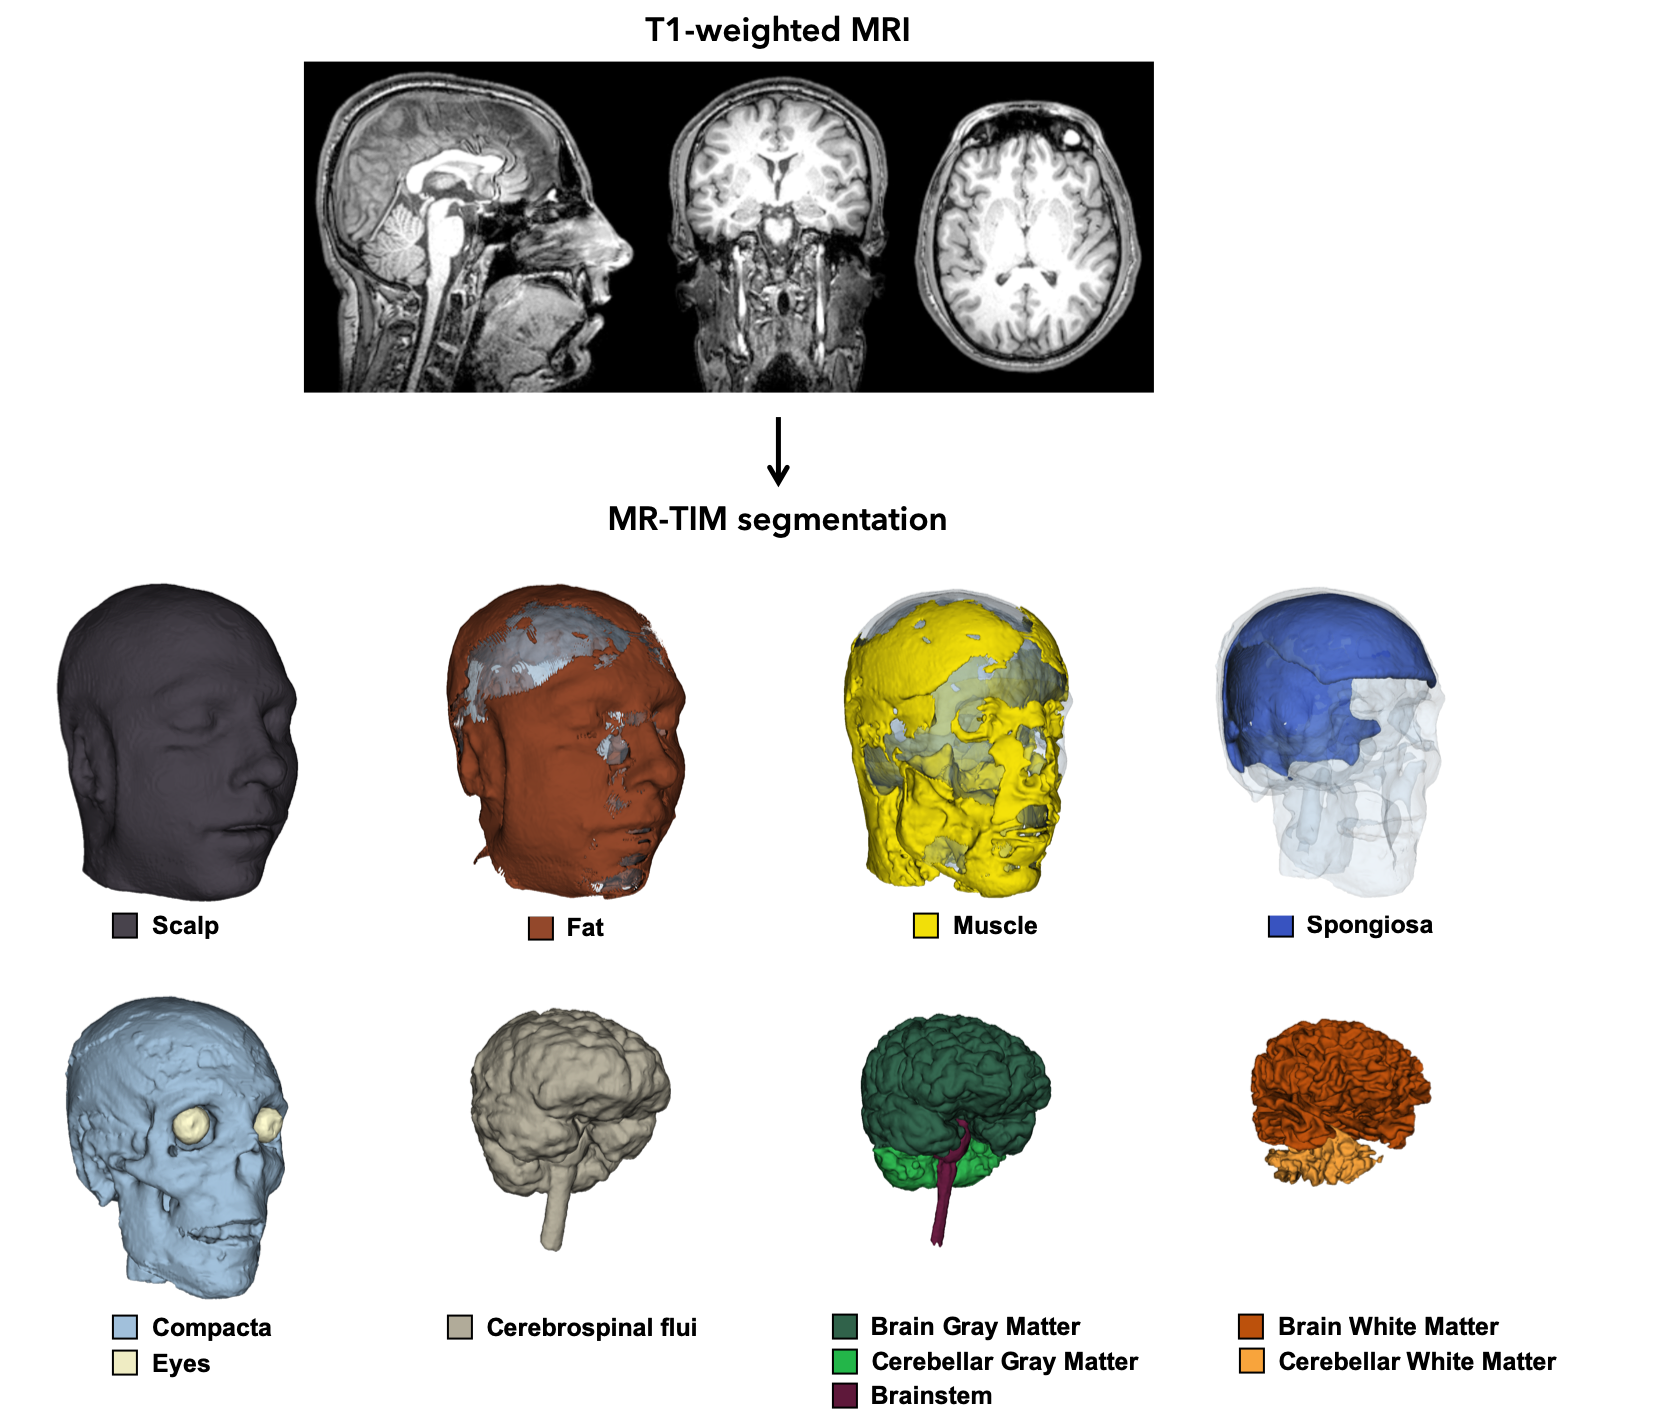 T1-weighted MRI
MR-TIM segmentation
Scalp
Fat
Muscle
Spongiosa
Compacta
Eyes
Cerebrospinal flui
Brain Gray Matter
Cerebellar Gray Matter
Brainstem
Brain White Matter
Cerebellar White Matter